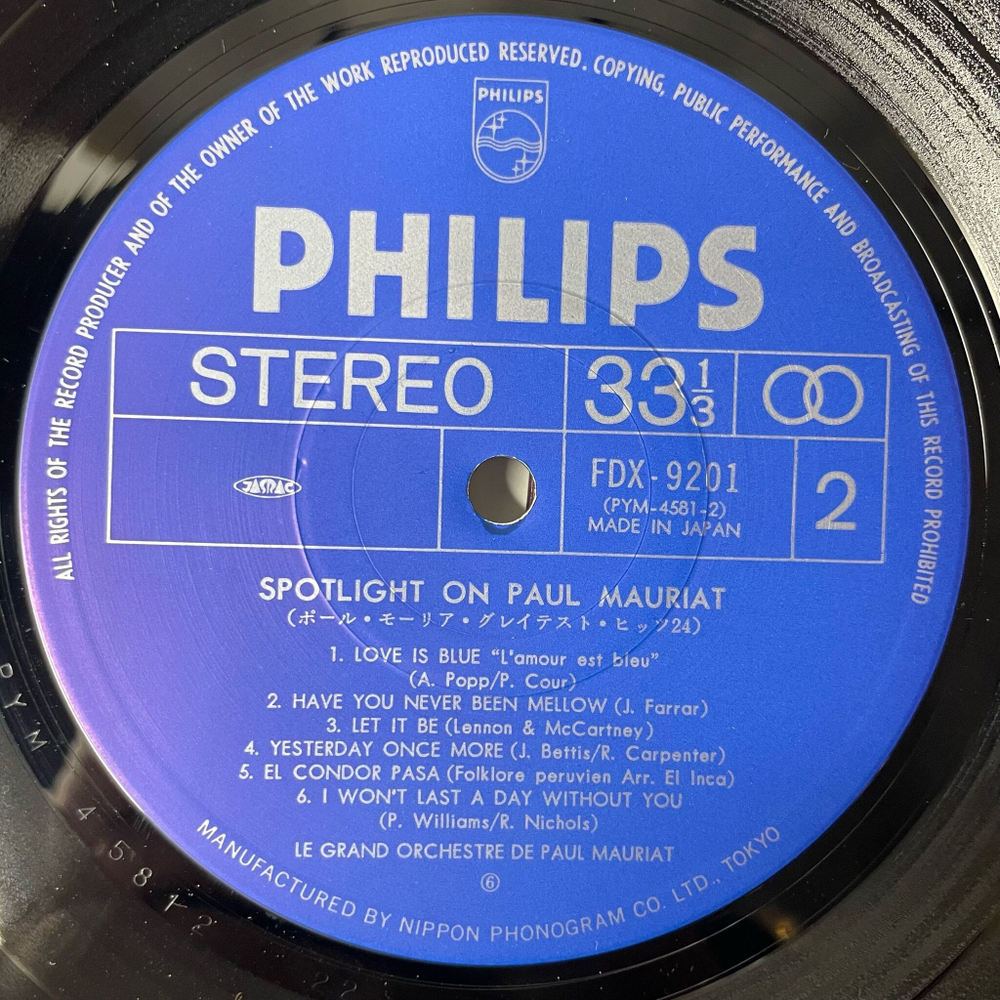 ALL RIGHTS OF THE RECORD PRODUCER AND OF THE OWNER OF THE WORK REPRODUCED RESERVED. COPYING, PUBLIC PERFORMANCE AND BROADCASTING OF THIS RECORD PROHIBITED
PHILIPS
PHILIPS
STEREO
33 1/3
JASRAC
FDX-9201
(PYM-4581-2)
MADE IN JAPAN
2
SPOTLIGHT ON PAUL MAURIAT
(ポール・モーリア・グレイテスト・ヒッツ24)
1. LOVE IS BLUE “L'amour est bleu”
(A. Popp/P. Cour)
2. HAVE YOU NEVER BEEN MELLOW (J. Farrar)
3. LET IT BE (Lennon & McCartney)
4. YESTERDAY ONCE MORE (J. Bettis/R. Carpenter)
5. EL CONDOR PASA (Folklore peruvien Arr. El Inca)
6. I WON'T LAST A DAY WITHOUT YOU
(P. Williams/R. Nichols)
LE GRAND ORCHESTRE DE PAUL MAURIAT
⑥
MANUFACTURED BY NIPPON PHONOGRAM CO. LTD., TOKYO
PYM
4581-2